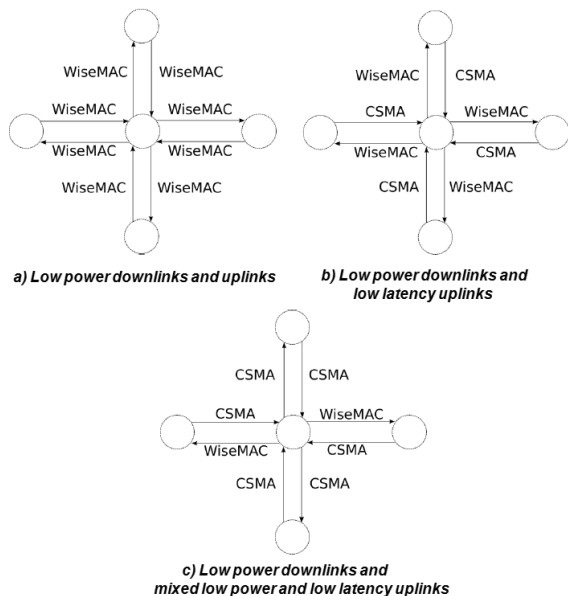 WiseMAC WiseMAC
WiseMAC WiseMAC
WiseMAC WiseMAC
WiseMAC WiseMAC
a) Low power downlinks and uplinks
WiseMAC CSMA
CSMA WiseMAC
WiseMAC CSMA
CSMA WiseMAC
b) Low power downlinks and
low latency uplinks
CSMA CSMA
CSMA WiseMAC
WiseMAC CSMA
CSMA CSMA
c) Low power downlinks and
mixed low power and low latency uplinks